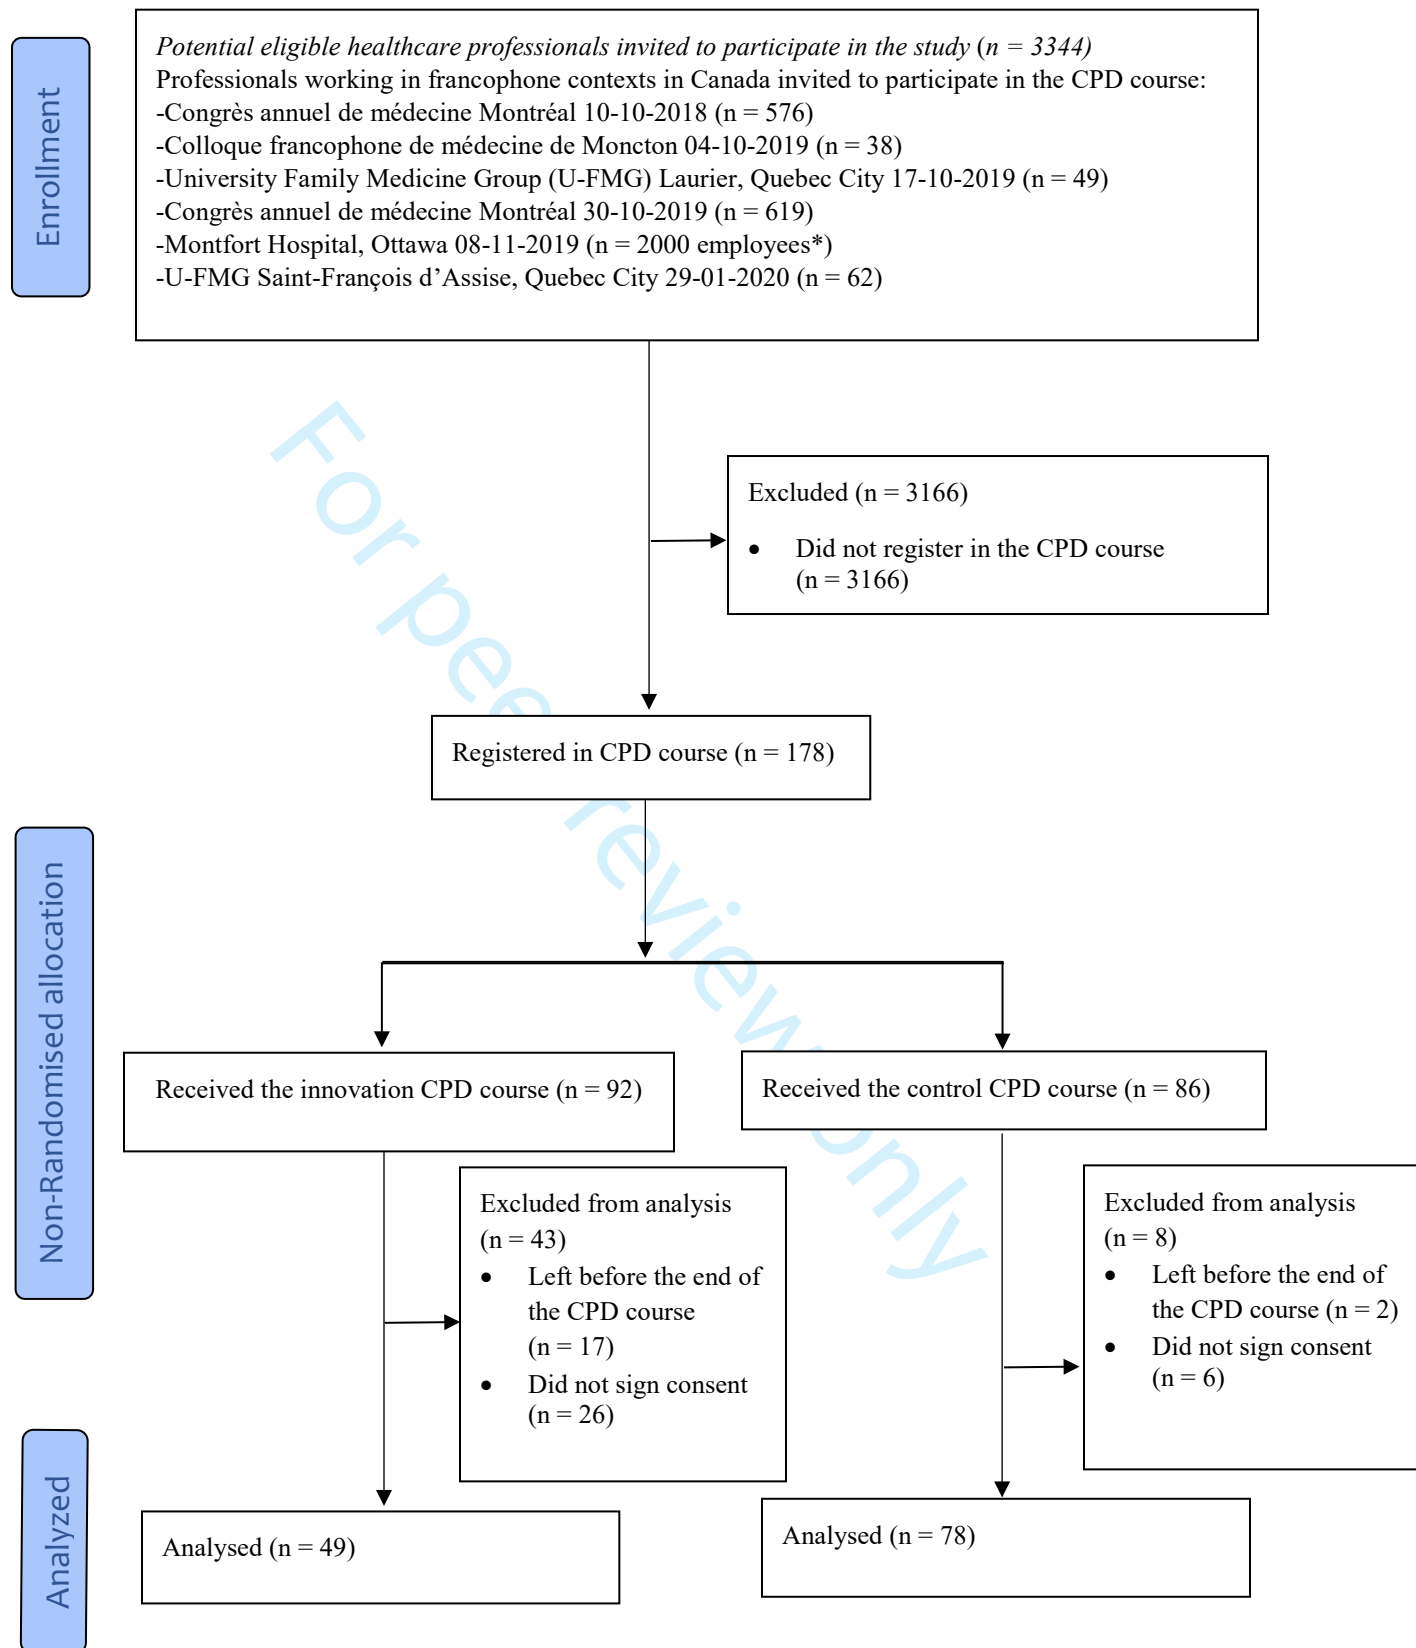 Enrollment
Potential eligible healthcare professionals invited to participate in the study (n = 3344)
Professionals working in francophone contexts in Canada invited to participate in the CPD course:
-Congrès annuel de médecine Montréal 10-10-2018 (n = 576)
-Colloque francophone de médecine de Moncton 04-10-2019 (n = 38)
-University Family Medicine Group (U-FMG) Laurier, Quebec City 17-10-2019 (n = 49)
-Congrès annuel de médecine Montréal 30-10-2019 (n = 619)
-Montfort Hospital, Ottawa 08-11-2019 (n = 2000 employees*)
-U-FMG Saint-François d’Assise, Quebec City 29-01-2020 (n = 62)
For peer review only
Excluded (n = 3166)
• Did not register in the CPD course
(n = 3166)
Registered in CPD course (n = 178)
Non-Randomised allocation
Received the innovation CPD course (n = 92)
Received the control CPD course (n = 86)
Excluded from analysis
(n = 43)
• Left before the end of
the CPD course
(n = 17)
• Did not sign consent
(n = 26)
Excluded from analysis
(n = 8)
• Left before the end of
the CPD course (n = 2)
• Did not sign consent
(n = 6)
Analyzed
Analysed (n = 49)
Analysed (n = 78)